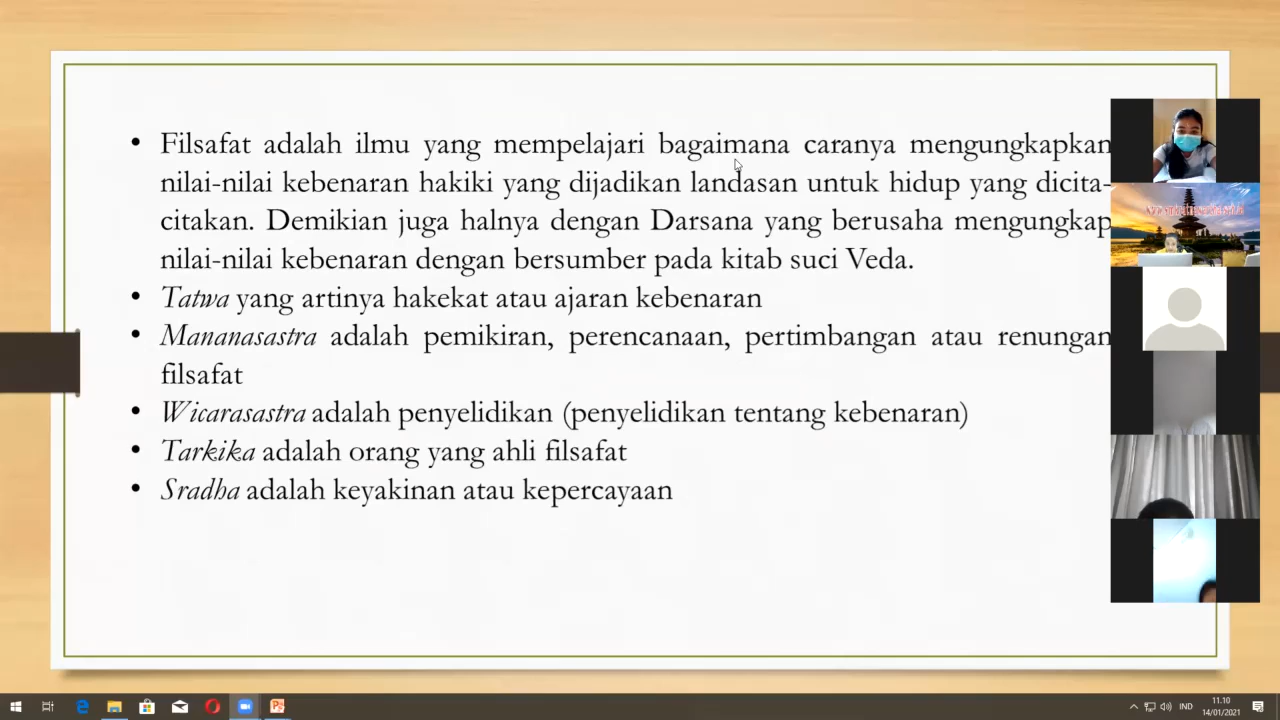 • Filsafat adalah ilmu yang mempelajari bagaimana caranya mengungkapkan
nilai-nilai kebenaran hakiki yang dijadikan landasan untuk hidup yang dicita-
citakan. Demikian juga halnya dengan Darsana yang berusaha mengungkap
nilai-nilai kebenaran dengan bersumber pada kitab suci Veda.
• Tatwa yang artinya hakekat atau ajaran kebenaran
• Mananasastra adalah pemikiran, perencanaan, pertimbangan atau renungan
filsafat
• Wicarasastra adalah penyelidikan (penyelidikan tentang kebenaran)
• Tarkika adalah orang yang ahli filsafat
• Sradha adalah keyakinan atau kepercayaan
IND
11.10
14/01/2021